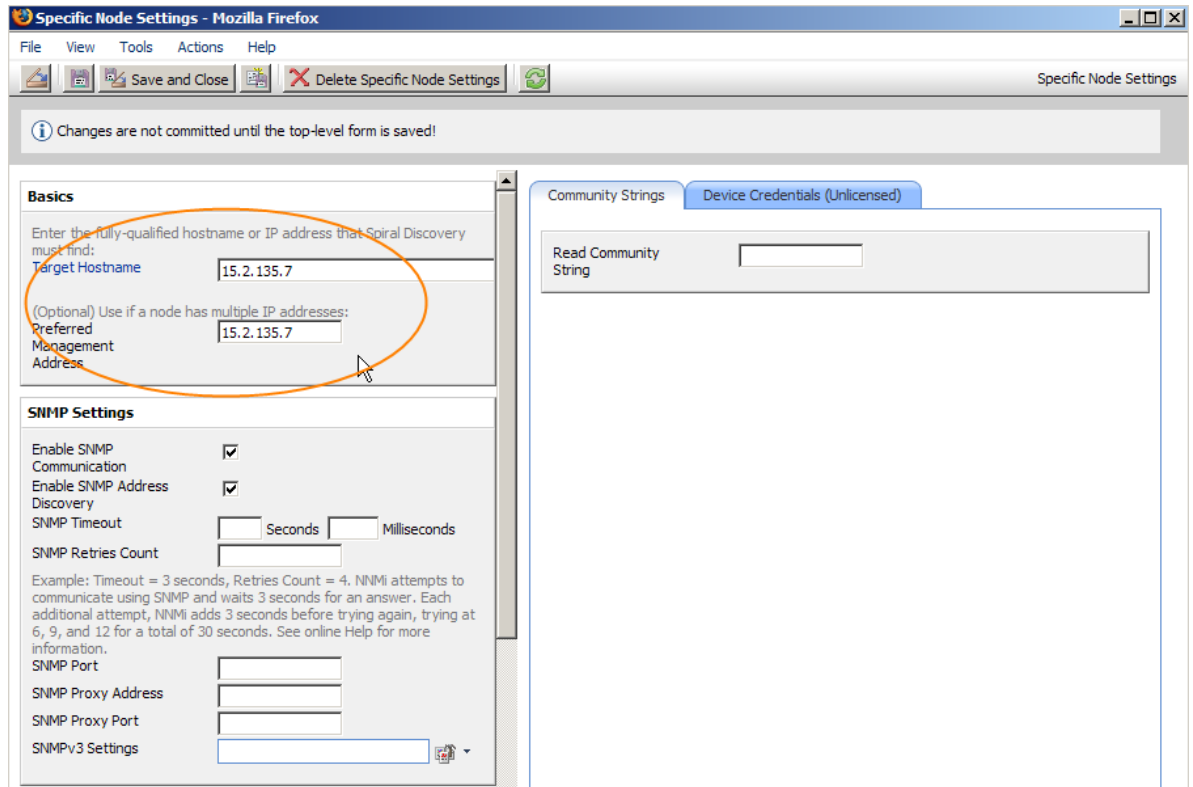 Specific Node Settings - Mozilla Firefox
File View Tools Actions Help
Save and Close Delete Specific Node Settings Specific Node Settings
Changes are not committed until the top-level form is saved!
Basics
Enter the fully-qualified hostname or IP address that Spiral Discovery
must find:
Target Hostname 15.2.135.7
(Optional) Use if a node has multiple IP addresses:
Preferred
Management
Address
15.2.135.7
SNMP Settings
Enable SNMP
Communication
Enable SNMP Address
Discovery
SNMP Timeout Seconds Milliseconds
SNMP Retries Count
Example: Timeout = 3 seconds, Retries Count = 4. NNMi attempts to
communicate using SNMP and waits 3 seconds for an answer. Each
additional attempt, NNMi adds 3 seconds before trying again, trying at
6, 9, and 12 for a total of 30 seconds. See online Help for more
information.
SNMP Port
SNMP Proxy Address
SNMP Proxy Port
SNMPv3 Settings
Community Strings Device Credentials (Unlicensed)
Read Community
String